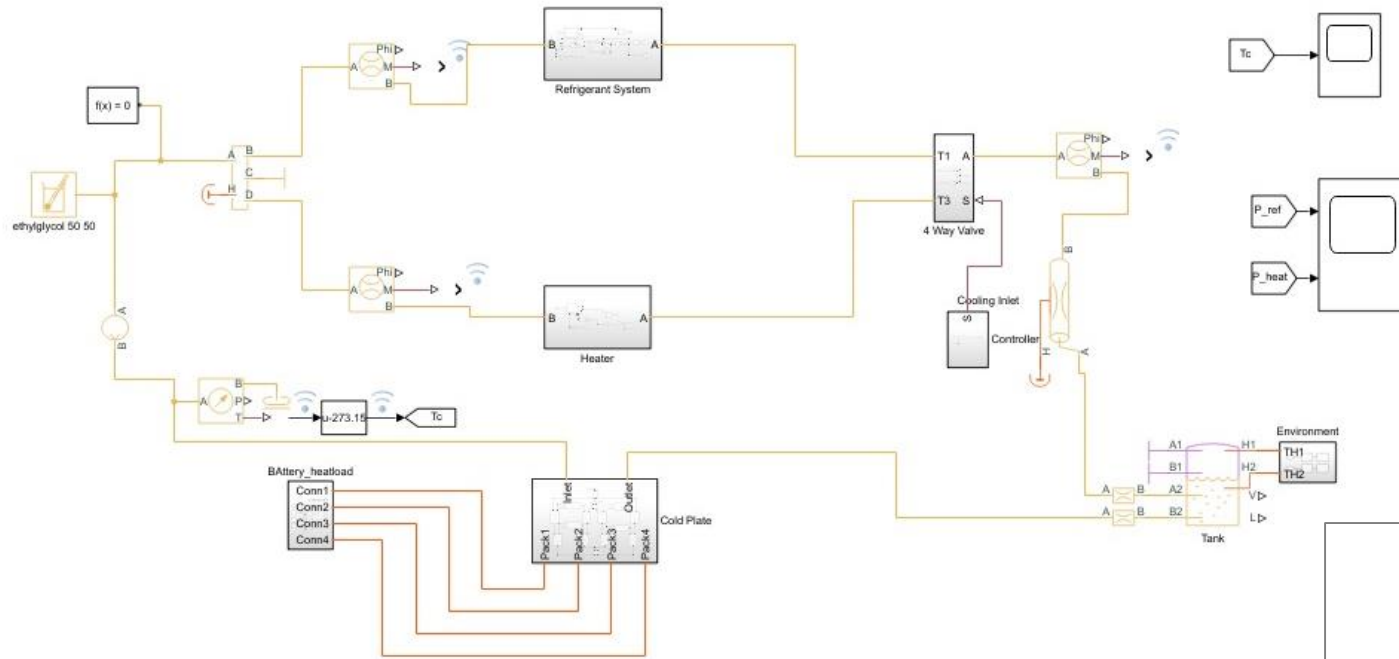 Phi
A
M
B
B
A
Refrigerant System
Tc
f(x) = 0
A
B
C
H
D
ethylglycol 50 50
T1
A
T3
S
4 Way Valve
Phi
A
M
B
P_ref
P_heat
Phi
A
M
B
B
A
Heater
Cooling Inlet
S
Controller
B
H
A
A
B
A
B
P
T
u-273.15
Tc
BAttery_heatload
Conn1
Conn2
Conn3
Conn4
Inlet
Outlet
Pack1
Pack2
Pack3
Pack4
Cold Plate
Environment
A1
H1
TH1
B1
H2
TH2
A
B
A2
V
A
B
B2
L
Tank